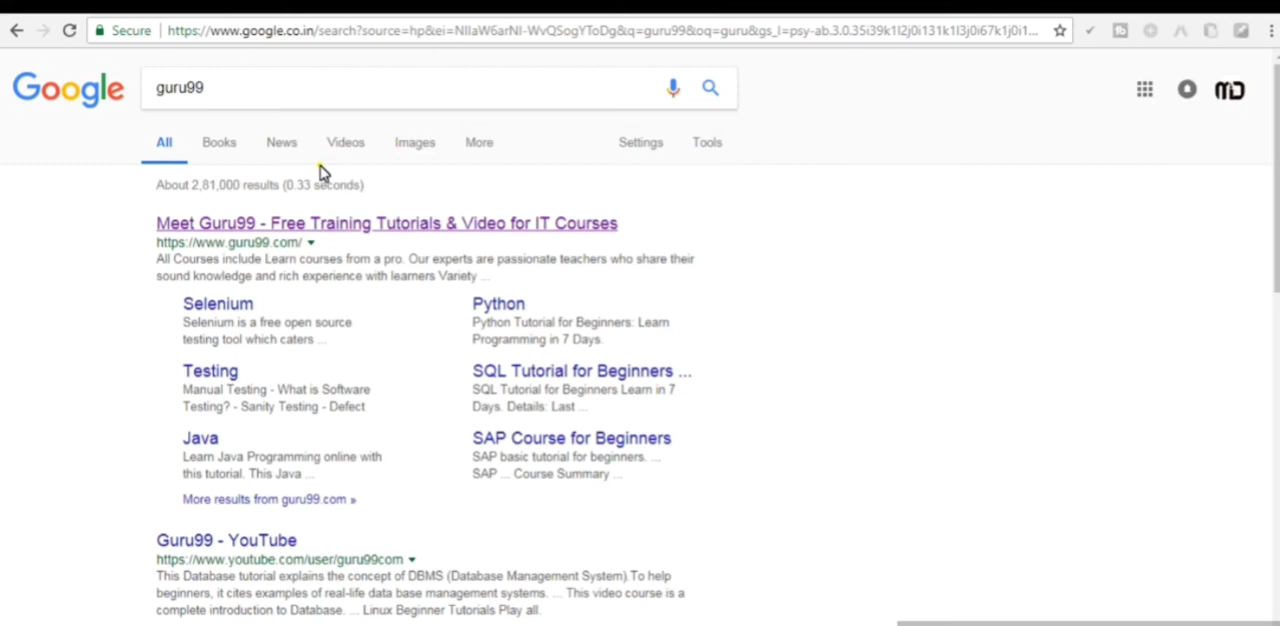 Secure https://www.google.co.in/search?source=hp&ei=NIIaW6arNI-WvQSogYToDg&q=guru99&oq=guru&gs_l=psy-ab.3.0.35i39k1l2j0i131k1l3j0i67k1j0i1...
Google guru99
All Books News Videos Images More Settings Tools
About 2,81,000 results (0.33 seconds)
Meet Guru99 - Free Training Tutorials & Video for IT Courses
https://www.guru99.com/
All Courses include Learn courses from a pro. Our experts are passionate teachers who share their
sound knowledge and rich experience with learners Variety ...
Selenium
Selenium is a free open source
testing tool which caters ...
Python
Python Tutorial for Beginners: Learn
Programming in 7 Days.
Testing
Manual Testing - What is Software
Testing? - Sanity Testing - Defect
SQL Tutorial for Beginners ...
SQL Tutorial for Beginners Learn in 7
Days. Details: Last ...
Java
Learn Java Programming online with
this tutorial. This Java ...
SAP Course for Beginners
SAP basic tutorial for beginners. ...
SAP ... Course Summary ...
More results from guru99.com »
Guru99 - YouTube
https://www.youtube.com/user/guru99com
This Database tutorial explains the concept of DBMS (Database Management System).To help
beginners, it cites examples of real-life data base management systems. ... This video course is a
complete introduction to Database. ... Linux Beginner Tutorials Play all.